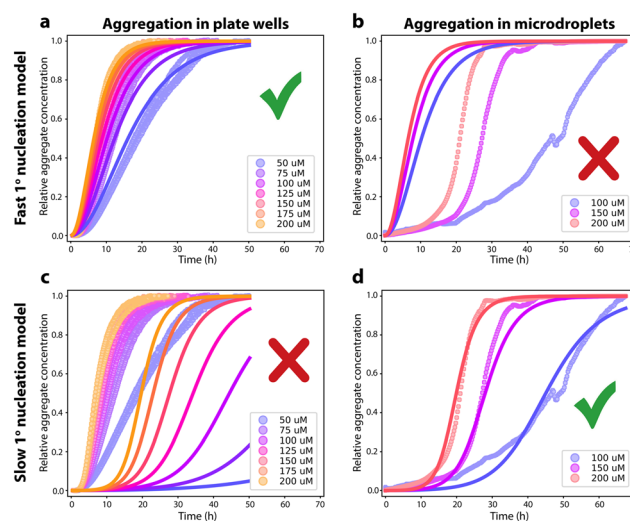 Aggregation in plate wells
Aggregation in microdroplets
Fast 1° nucleation model
a
Relative aggregate concentration
1.0
0.8
0.6
0.4
0.2
0.0
50 uM
75 uM
100 uM
125 uM
150 uM
175 uM
200 uM
0 10 20 30 40 50 60 70
Time (h)
b
Relative aggregate concentration
1.0
0.8
0.6
0.4
0.2
0.0
100 uM
150 uM
200 uM
0 10 20 30 40 50 60
Time (h)
Slow 1° nucleation model
c
Relative aggregate concentration
1.0
0.8
0.6
0.4
0.2
0.0
50 uM
75 uM
100 uM
125 uM
150 uM
175 uM
200 uM
0 10 20 30 40 50 60 70
Time (h)
d
Relative aggregate concentration
1.0
0.8
0.6
0.4
0.2
0.0
100 uM
150 uM
200 uM
0 10 20 30 40 50 60
Time (h)